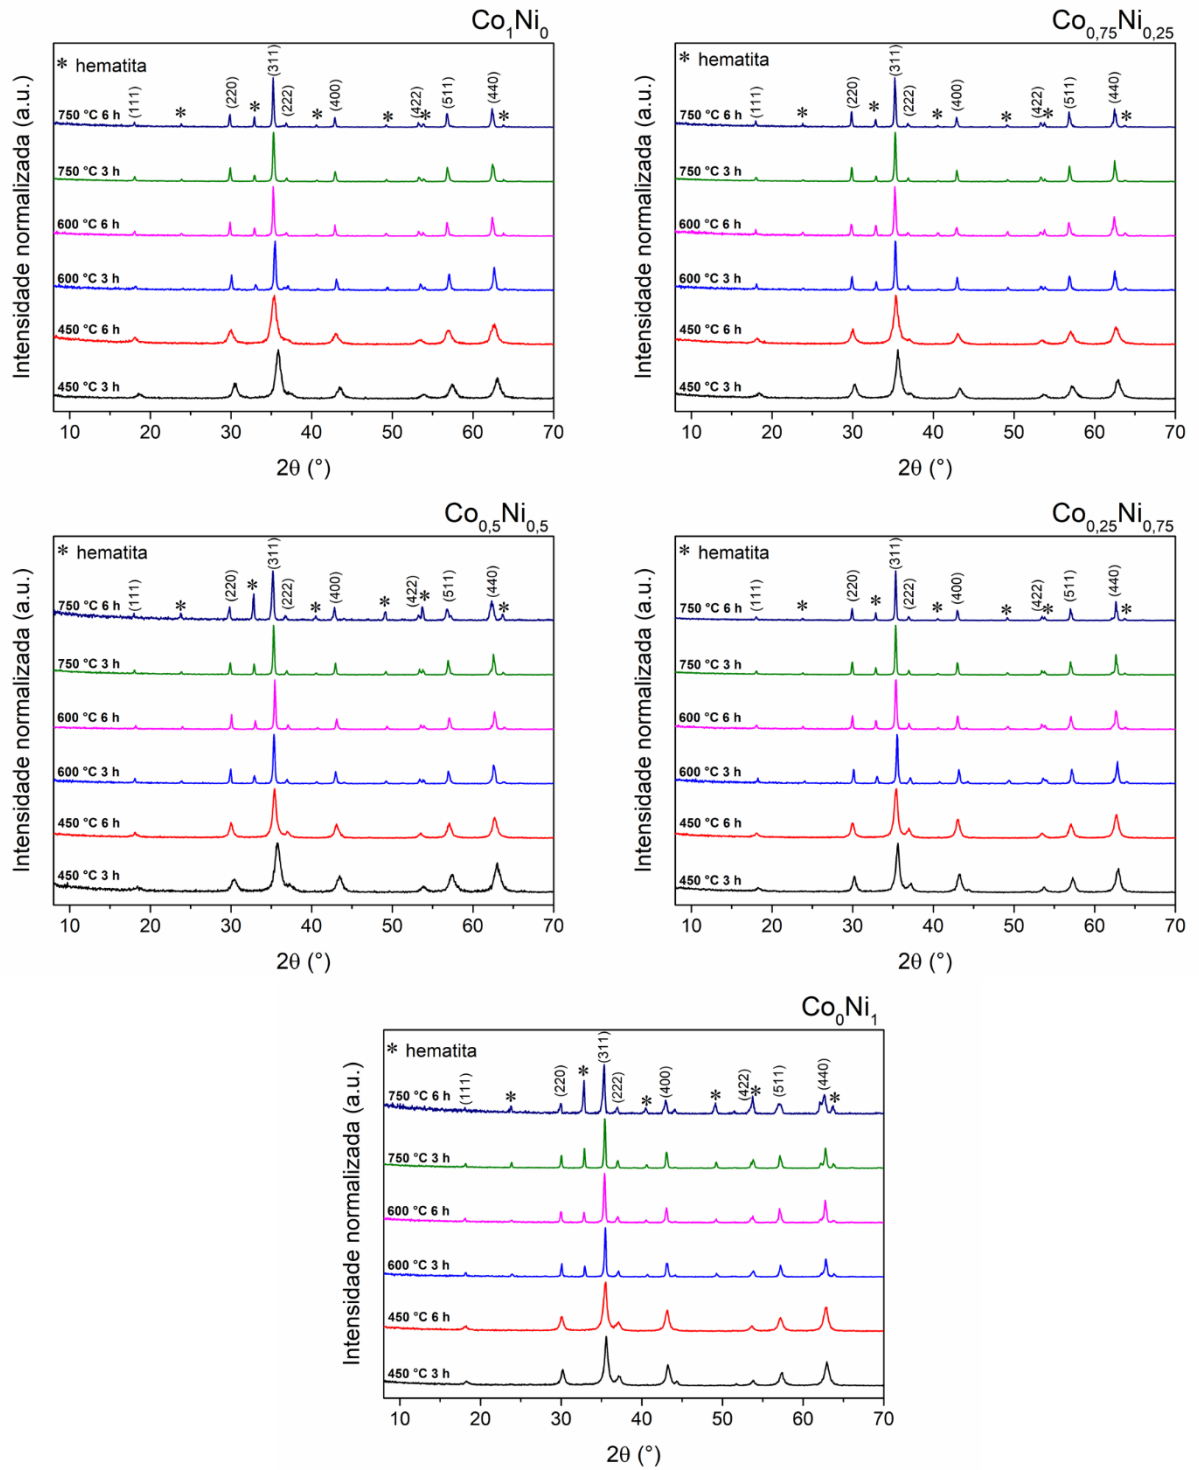 Co1Ni0
* hematita
(111)
*
(220)
*
(311)
(222)
*
(400)
*
(422)
*
(511)
(440)
*
750 °C 6 h
750 °C 3 h
600 °C 6 h
600 °C 3 h
450 °C 6 h
450 °C 3 h
Intensidade normalizada (a.u.)
10 20 30 40 50 60 70
2θ (°)
Co0,75Ni0,25
* hematita
(111)
*
(220)
*
(311)
(222)
*
(400)
*
(422)
*
(511)
(440)
*
750 °C 6 h
750 °C 3 h
600 °C 6 h
600 °C 3 h
450 °C 6 h
450 °C 3 h
Intensidade normalizada (a.u.)
10 20 30 40 50 60 70
2θ (°)
Co0,5Ni0,5
* hematita
(111)
*
(220)
*
(311)
(222)
*
(400)
*
(422)
*
(511)
(440)
*
750 °C 6 h
750 °C 3 h
600 °C 6 h
600 °C 3 h
450 °C 6 h
450 °C 3 h
Intensidade normalizada (a.u.)
10 20 30 40 50 60 70
2θ (°)
Co0,25Ni0,75
* hematita
(111)
*
(220)
*
(311)
(222)
*
(400)
*
(422)
*
(511)
(440)
*
750 °C 6 h
750 °C 3 h
600 °C 6 h
600 °C 3 h
450 °C 6 h
450 °C 3 h
Intensidade normalizada (a.u.)
10 20 30 40 50 60 70
2θ (°)
Co0Ni1
* hematita
(111)
*
(220)
*
(311)
(222)
*
(400)
*
(422)
*
(511)
(440)
*
750 °C 6 h
750 °C 3 h
600 °C 6 h
600 °C 3 h
450 °C 6 h
450 °C 3 h
Intensidade normalizada (a.u.)
10 20 30 40 50 60 70
2θ (°)